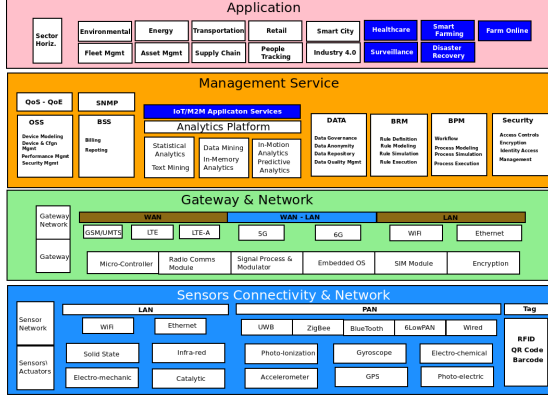 Application
Sector
Horiz.
Environmental
Energy
Transportation
Retail
Smart City
Healthcare
Smart
Farming
Farm Online
Fleet Mgmt
Asset Mgmt
Supply Chain
People
Tracking
Industry 4.0
Surveillance
Disaster
Recovery
Management Service
QoS - QoE
SNMP
OSS
Device Modeling
Device & Cfgn
Mgmt
Performance Mgmt
Security Mgmt
BSS
Billing
Repoting
IoT/M2M Applicaton Services
Analytics Platform
Statistical
Analytics
Text Mining
Data Mining
In-Memory
Analytics
In-Motion
Analytics
Predictive
Analytics
DATA
Data Governance
Data Anonymity
Data Repository
Data Quality Mgmt
BRM
Rule Definition
Rule Modeling
Rule Simulation
Rule Execution
BPM
Workflow
Process Modeling
Process Simulation
Process Execution
Security
Access Controls
Encryption
Identity Access
Management
Gateway & Network
Gateway
Network
WAN
WAN - LAN
LAN
GSM/UMTS
LTE
LTE-A
5G
6G
WiFi
Ethernet
Gateway
Micro-Controller
Radio Comms
Module
Signal Process &
Modulator
Embedded OS
SIM Module
Encryption
Sensors Connectivity & Network
Sensor
Network
LAN
PAN
Tag
WiFi
Ethernet
UWB
ZigBee
BlueTooth
6LowPAN
Wired
RFID
QR Code
Barcode
Sensors\
Actuators
Solid State
Infra-red
Photo-Ionization
Gyroscope
Electro-chemical
Electro-mechanic
Catalytic
Accelerometer
GPS
Photo-electric